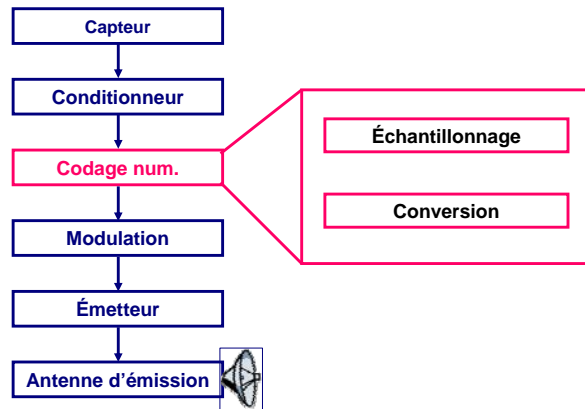 Capteur
Conditionneur
Codage num.
Modulation
Émetteur
Antenne d'émission
Échantillonnage
Conversion